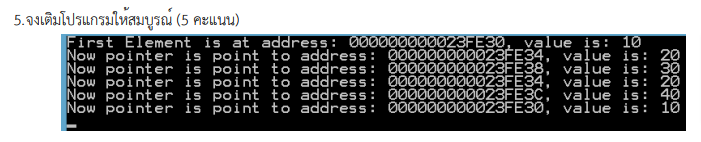 5.จงเติมโปรแกรมให้สมบูรณ์ (5 คะแนน)
First Element is at address: 000000000023FE30, value is: 10
Now pointer is point to address: 000000000023FE34, value is: 20
Now pointer is point to address: 000000000023FE38, value is: 30
Now pointer is point to address: 000000000023FE34, value is: 20
Now pointer is point to address: 000000000023FE3C, value is: 40
Now pointer is point to address: 000000000023FE30, value is: 10